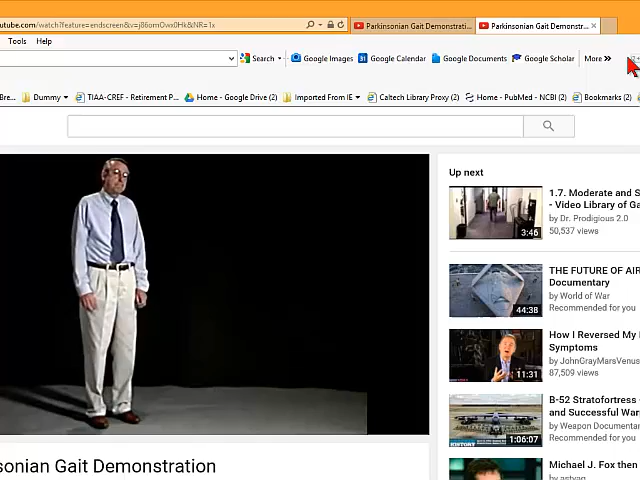 utube.com/watch?feature=endscreen&v=j86omOwx0Hk&NR=1x
Parkinsonian Gait Demonstrati...
Parkinsonian Gait Demonstr...
Tools Help
Search
Google Images
Google Calendar
Google Documents
Google Scholar
More »
Bre...
Dummy
TIAA-CREF - Retirement P...
Home - Google Drive (2)
Imported From IE
Caltech Library Proxy (2)
Home - PubMed - NCBI (2)
Bookmarks (2)
Up next
1.7. Moderate and S
- Video Library of Ga
by Dr. Prodigious 2.0
50,537 views
3:46
THE FUTURE OF AIR
Documentary
by World of War
Recommended for you
44:38
How I Reversed My
Symptoms
by JohnGrayMarsVenus
87,509 views
11:31
B-52 Stratofortress
and Successful War
by Weapon Documentar
Recommended for you
1:06:07
Michael J. Fox then
by astvaq
sonian Gait Demonstration